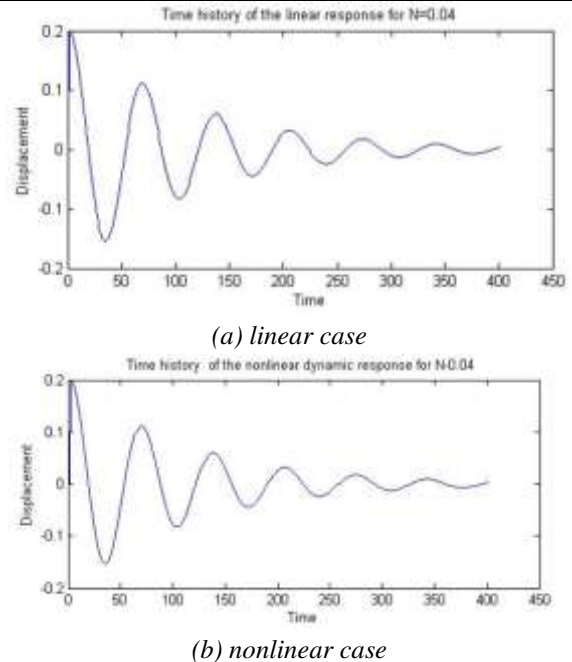 Time history of the linear response for N=0.04
0.2
0.1
0
-0.1
-0.2
Displacement
0 50 100 150 200 250 300 350 400 450
Time
(a) linear case
Time history of the nonlinear dynamic response for N-0.04
0.2
0.1
0
-0.1
-0.2
Displacement
0 50 100 150 200 250 300 350 400 450
Time
(b) nonlinear case